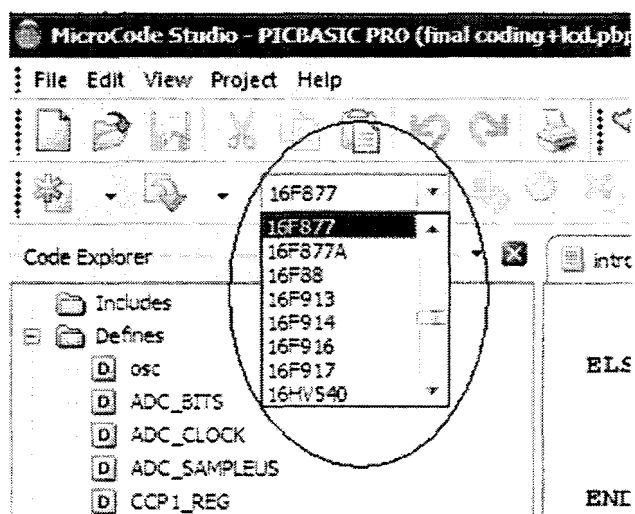 MicroCode Studio - PICBASIC PRO (final coding+lcd.pbp
File Edit View Project Help
16F877
16F877
16F877A
16F88
16F913
16F914
16F916
16F917
16HV540
Code Explorer
intro
Includes
Defines
osc
ADC_BITS
ADC_CLOCK
ADC_SAMPLEUS
CCP1_REG
ELS
END